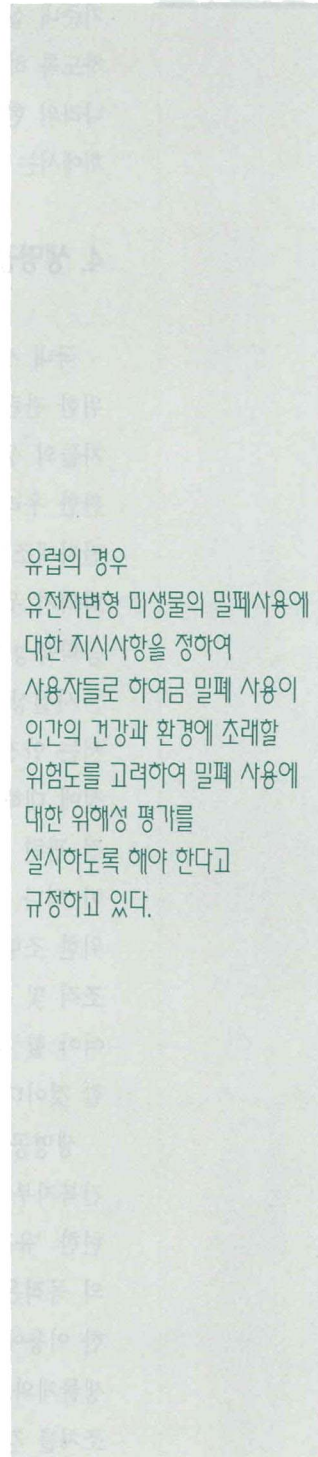 유럽의 경우
유전자변형 미생물의 밀폐사용에
대한 지시사항을 정하여
사용자들로 하여금 밀폐 사용이
인간의 건강과 환경에 초래할
위험도를 고려하여 밀폐 사용에
대한 위해성 평가를
실시하도록 해야 한다고
규정하고 있다.